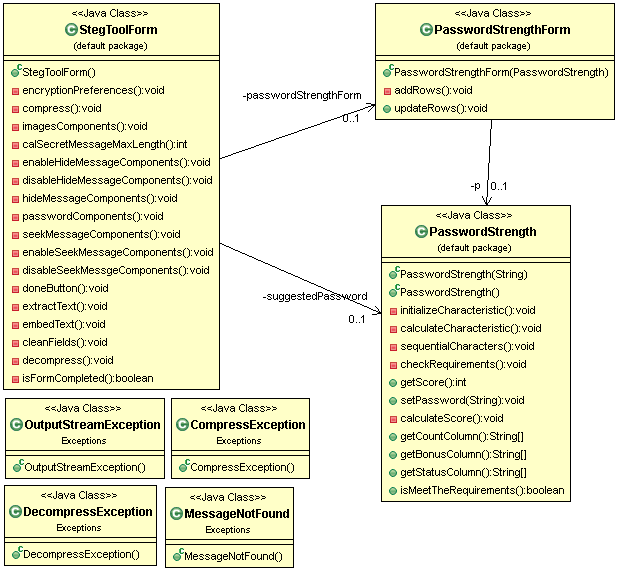 <<Java Class>>
StegToolForm
(default package)
StegToolForm()
encryptionPreferences():void
compress():void
imagesComponents():void
calSecretMessageMaxLength():int
enableHideMessageComponents():void
disableHideMessageComponents():void
hideMessageComponents():void
passwordComponents():void
seekMessageComponents():void
enableSeekMessageComponents():void
disableSeekMessgeComponents():void
doneButton():void
extractText():void
embedText():void
cleanFields():void
decompress():void
isFormCompleted():boolean
-passwordStrengthForm
0..1
<<Java Class>>
PasswordStrengthForm
(default package)
PasswordStrengthForm(PasswordStrength)
addRows():void
updateRows():void
-p
0..1
-suggestedPassword
0..1
<<Java Class>>
PasswordStrength
(default package)
PasswordStrength(String)
PasswordStrength()
initializeCharacteristic():void
calculateCharacteristic():void
sequentialCharacters():void
checkRequirements():void
getScore():int
setPassword(String):void
calculateScore():void
getCountColumn():String[]
getBonusColumn():String[]
getStatusColumn():String[]
isMeetTheRequirements():boolean
<<Java Class>>
OutputStreamException
Exceptions
OutputStreamException()
<<Java Class>>
CompressException
Exceptions
CompressException()
<<Java Class>>
DecompressException
Exceptions
DecompressException()
<<Java Class>>
MessageNotFound
Exceptions
MessageNotFound()